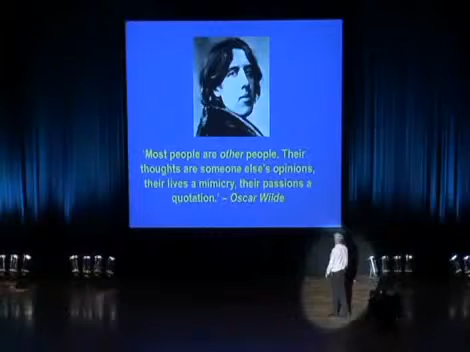 'Most people are other people. Their
thoughts are someone else's opinions,
their lives a mimicry, their passions a
quotation.' – Oscar Wilde